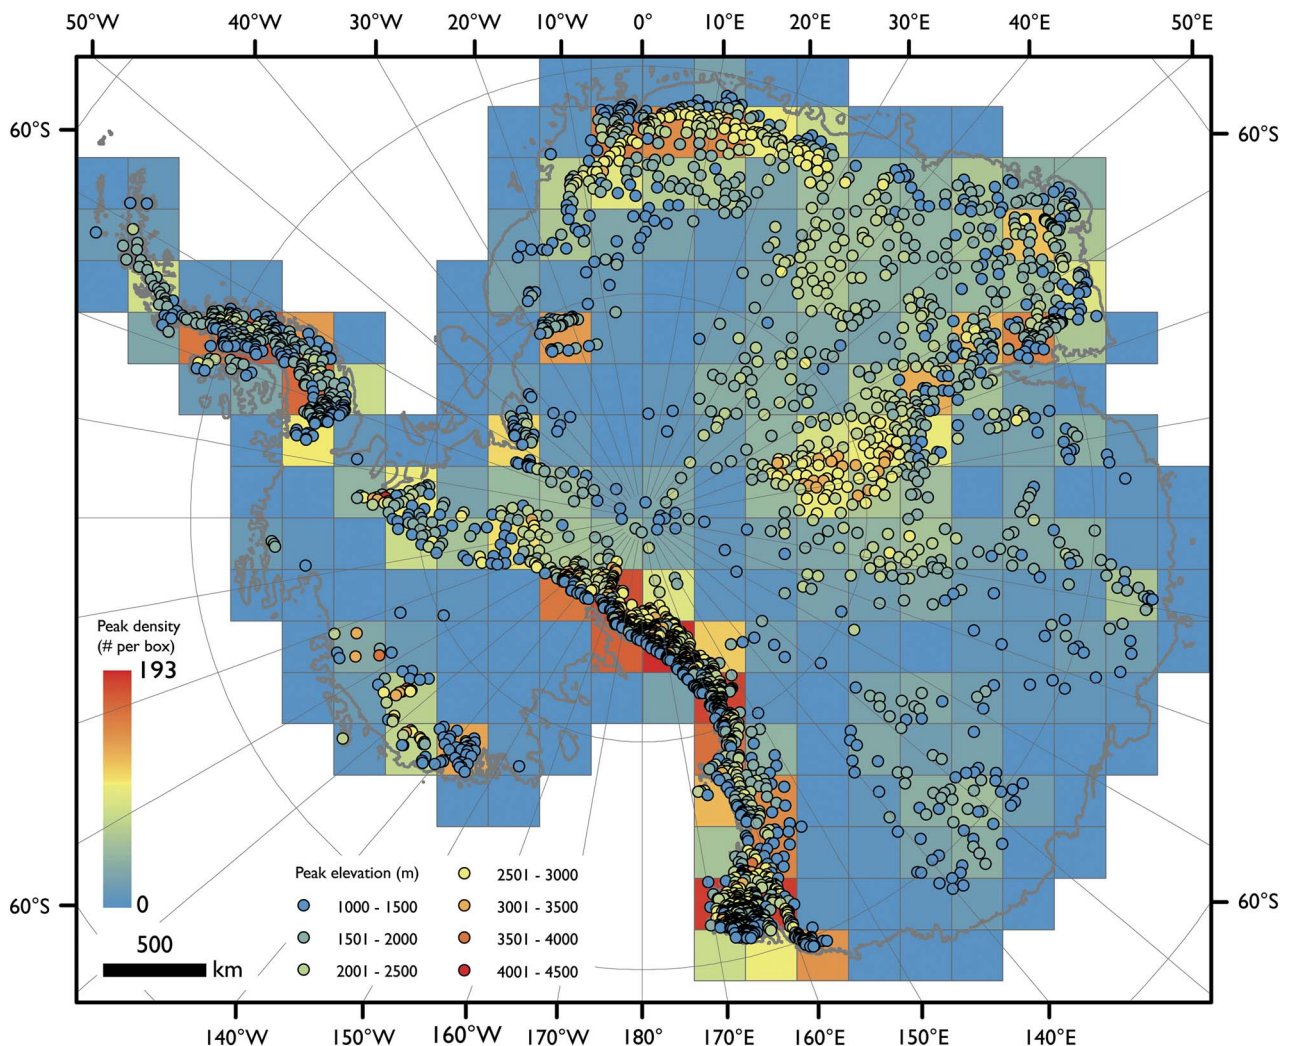 50°W 40°W 30°W 20°W 10°W 0° 10°E 20°E 30°E 40°E 50°E
60°S 60°S
Peak density
(# per box)
193
0
Peak elevation (m)
1000 - 1500
1501 - 2000
2001 - 2500
2501 - 3000
3001 - 3500
3501 - 4000
4001 - 4500
60°S 60°S
500
km
140°W 150°W 160°W 170°W 180° 170°E 160°E 150°E 140°E